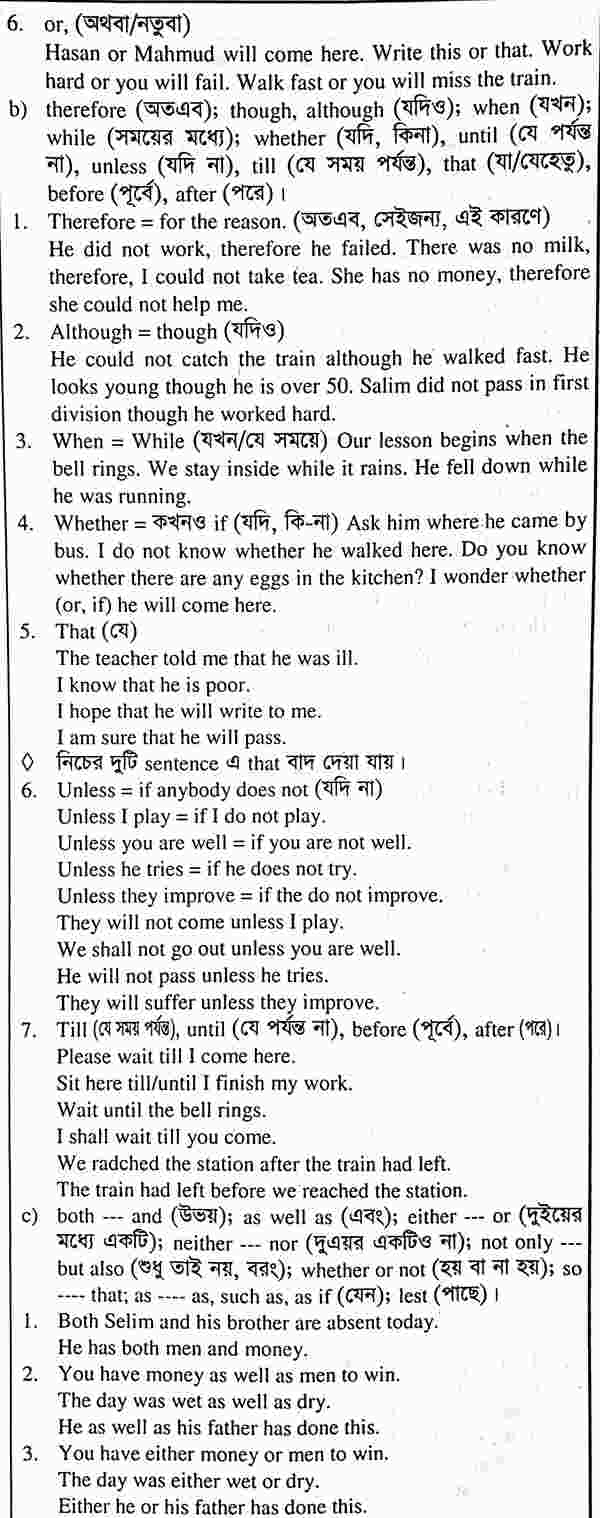 6. or, (অথবা/নতুবা)
Hasan or Mahmud will come here. Write this or that. Work
hard or you will fail. Walk fast or you will miss the train.
b) therefore (অতএব); though, although (যদিও); when (যখন);
while (সময়ের মধ্যে); whether (যদি, কিনা), until (যে পর্যন্ত
না), unless (যদি না), till (যে সময় পর্যন্ত), that (যা/যেহেতু),
before (পূর্বে), after (পরে)।
1. Therefore = for the reason. (অতএব, সেইজন্য, এই কারণে)
He did not work, therefore he failed. There was no milk,
therefore, I could not take tea. She has no money, therefore
she could not help me.
2. Although = though (যদিও)
He could not catch the train although he walked fast. He
looks young though he is over 50. Salim did not pass in first
division though he worked hard.
3. When = While (যখন/যে সময়ে) Our lesson begins when the
bell rings. We stay inside while it rains. He fell down while
he was running.
4. Whether = কখনও if (যদি, কি-না) Ask him where he came by
bus. I do not know whether he walked here. Do you know
whether there are any eggs in the kitchen? I wonder whether
(or, if) he will come here.
5. That (যে)
The teacher told me that he was ill.
I know that he is poor.
I hope that he will write to me.
I am sure that he will pass.
◊ নিচের দুটি sentence এ that বাদ দেয়া যায়।
6. Unless = if anybody does not (যদি না)
Unless I play = if I do not play.
Unless you are well = if you are not well.
Unless he tries = if he does not try.
Unless they improve = if the do not improve.
They will not come unless I play.
We shall not go out unless you are well.
He will not pass unless he tries.
They will suffer unless they improve.
7. Till (যে সময় পর্যন্ত), until (যে পর্যন্ত না), before (পূর্বে), after (পরে)।
Please wait till I come here.
Sit here till/until I finish my work.
Wait until the bell rings.
I shall wait till you come.
We radched the station after the train had left.
The train had left before we reached the station.
c) both --- and (উভয়); as well as (এবং); either --- or (দুইয়ের
মধ্যে একটি); neither --- nor (দুএয়র একটিও না); not only ---
but also (শুধু তাই নয়, বরং); whether or not (হয় বা না হয়); so
---- that; as ---- as, such as, as if (যেন); lest (পাছে)।
1. Both Selim and his brother are absent today.
He has both men and money.
2. You have money as well as men to win.
The day was wet as well as dry.
He as well as his father has done this.
3. You have either money or men to win.
The day was either wet or dry.
Either he or his father has done this.